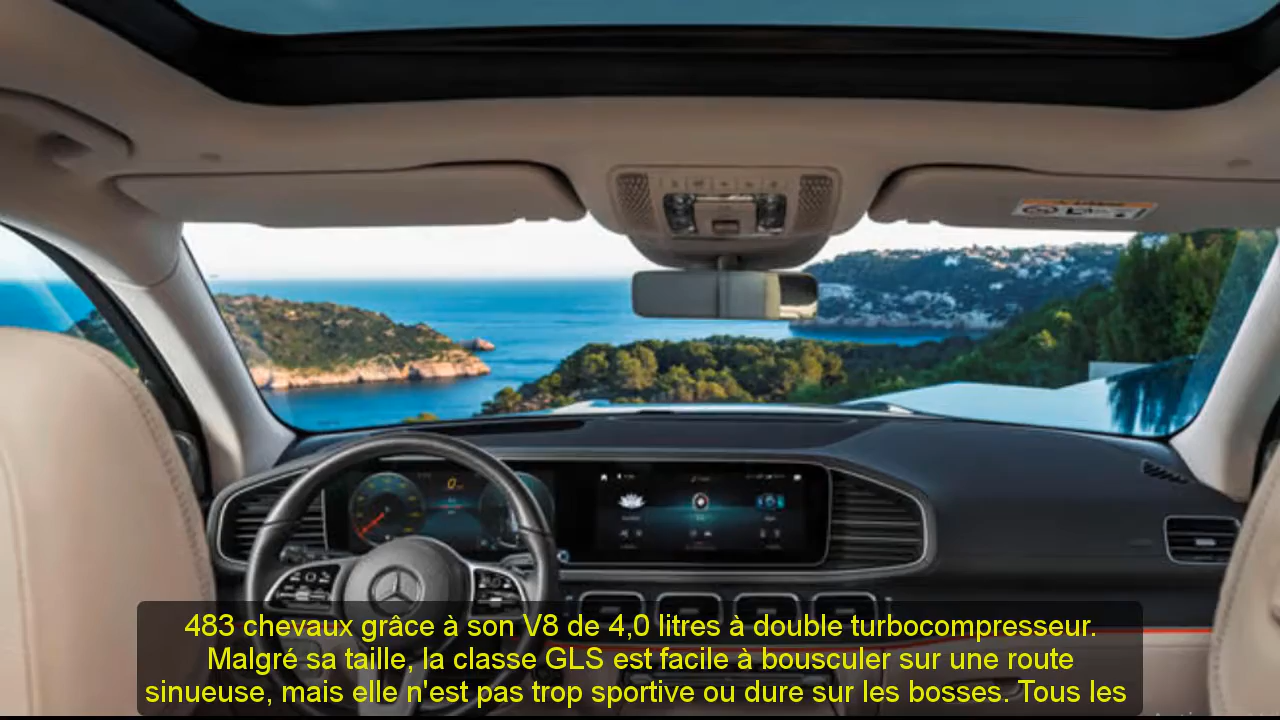 483 chevaux grâce à son V8 de 4,0 litres à double turbocompresseur.
Malgré sa taille, la classe GLS est facile à bousculer sur une route
sinueuse, mais elle n'est pas trop sportive ou dure sur les bosses. Tous les